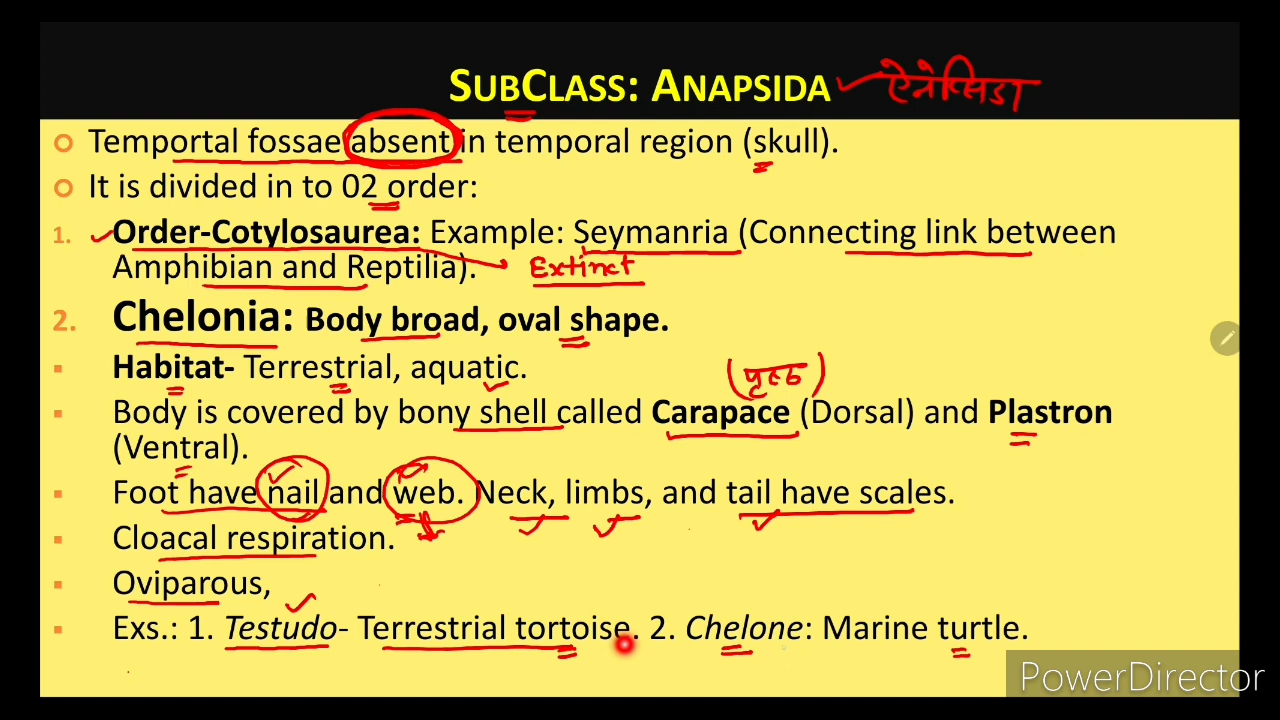 SUBCLASS: ANAPSIDA ऐनेप्सिडा
Temportal fossae absent in temporal region (skull).
It is divided in to 02 order:
1. Order-Cotylosaurea: Example: Seymanria (Connecting link between
Amphibian and Reptilia). Extinct
2. Chelonia: Body broad, oval shape.
Habitat- Terrestrial, aquatic.
(पृष्ठ)
Body is covered by bony shell called Carapace (Dorsal) and Plastron
(Ventral).
Foot have nail and web. Neck, limbs, and tail have scales.
Cloacal respiration.
Oviparous,
Exs.: 1. Testudo- Terrestrial tortoise. 2. Chelone: Marine turtle.
PowerDirector